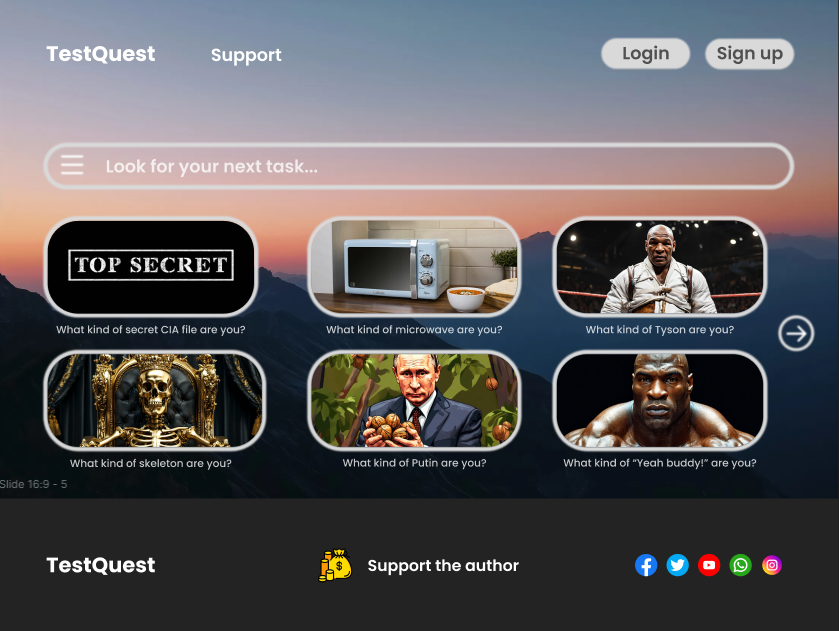 TestQuest
Support
Login
Sign up
Look for your next task...
TOP SECRET
What kind of secret CIA file are you?
What kind of microwave are you?
What kind of Tyson are you?
What kind of skeleton are you?
What kind of Putin are you?
What kind of “Yeah buddy!” are you?
Slide 16:9 - 5
TestQuest
$
Support the author